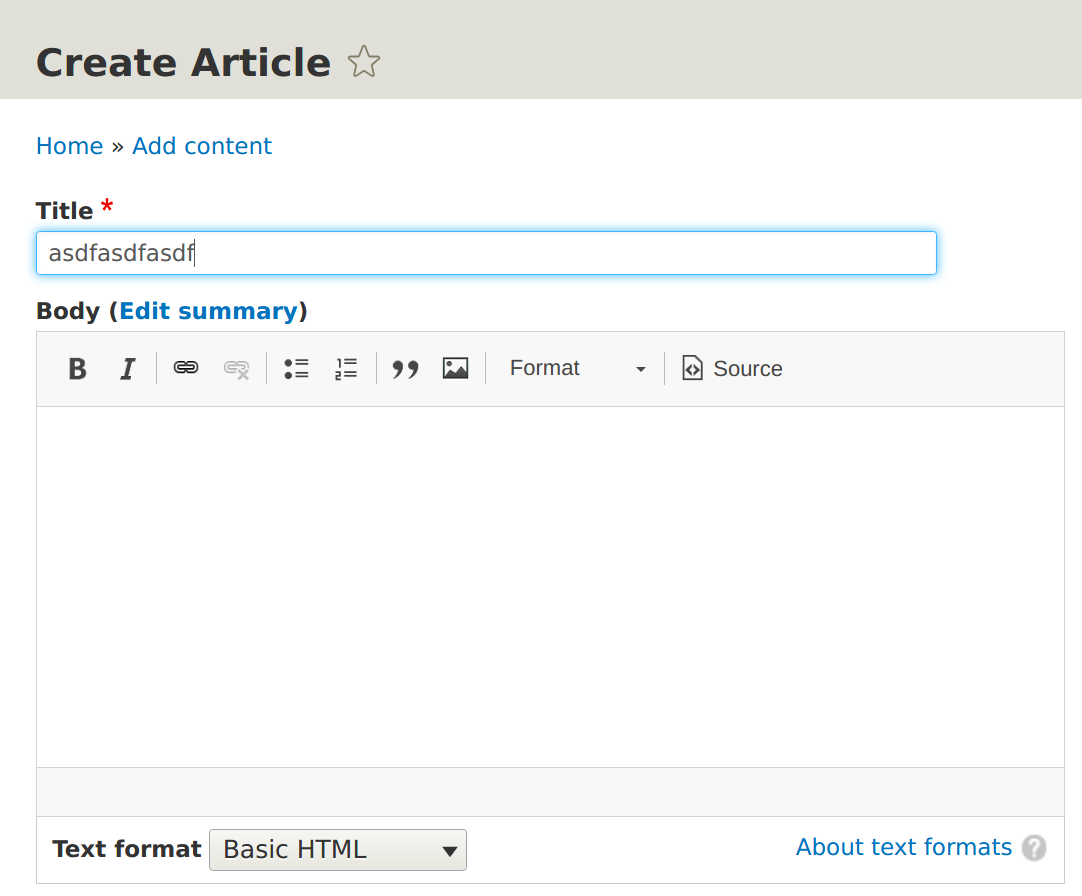 Create Article
Home » Add content
Title *
asdfasdfasdf
Body (Edit summary)
B I Format Source
Text format Basic HTML About text formats ?